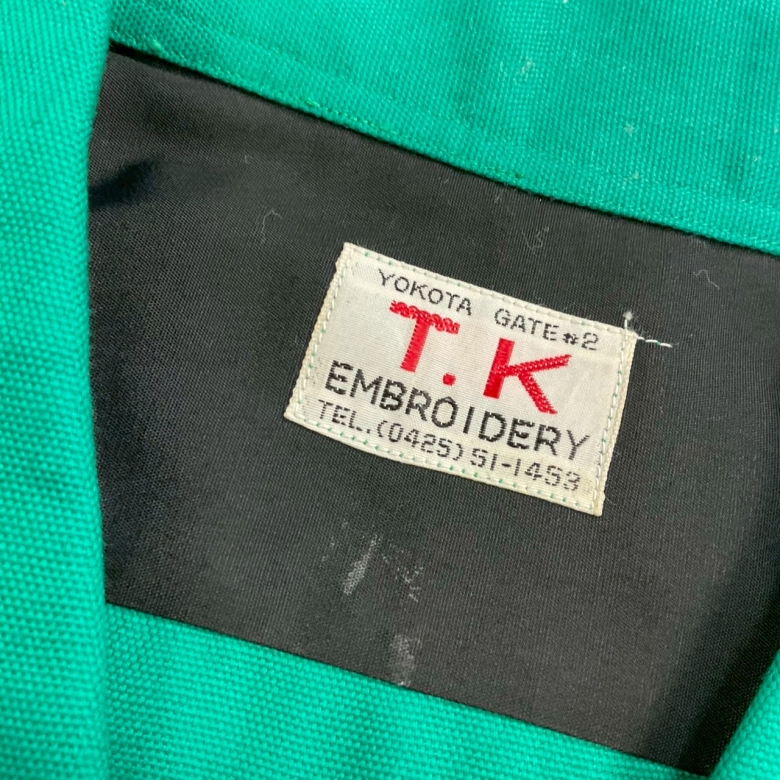 YOKOTA GATE#2
T.K
EMBROIDERY
TEL.(0425)51-1453